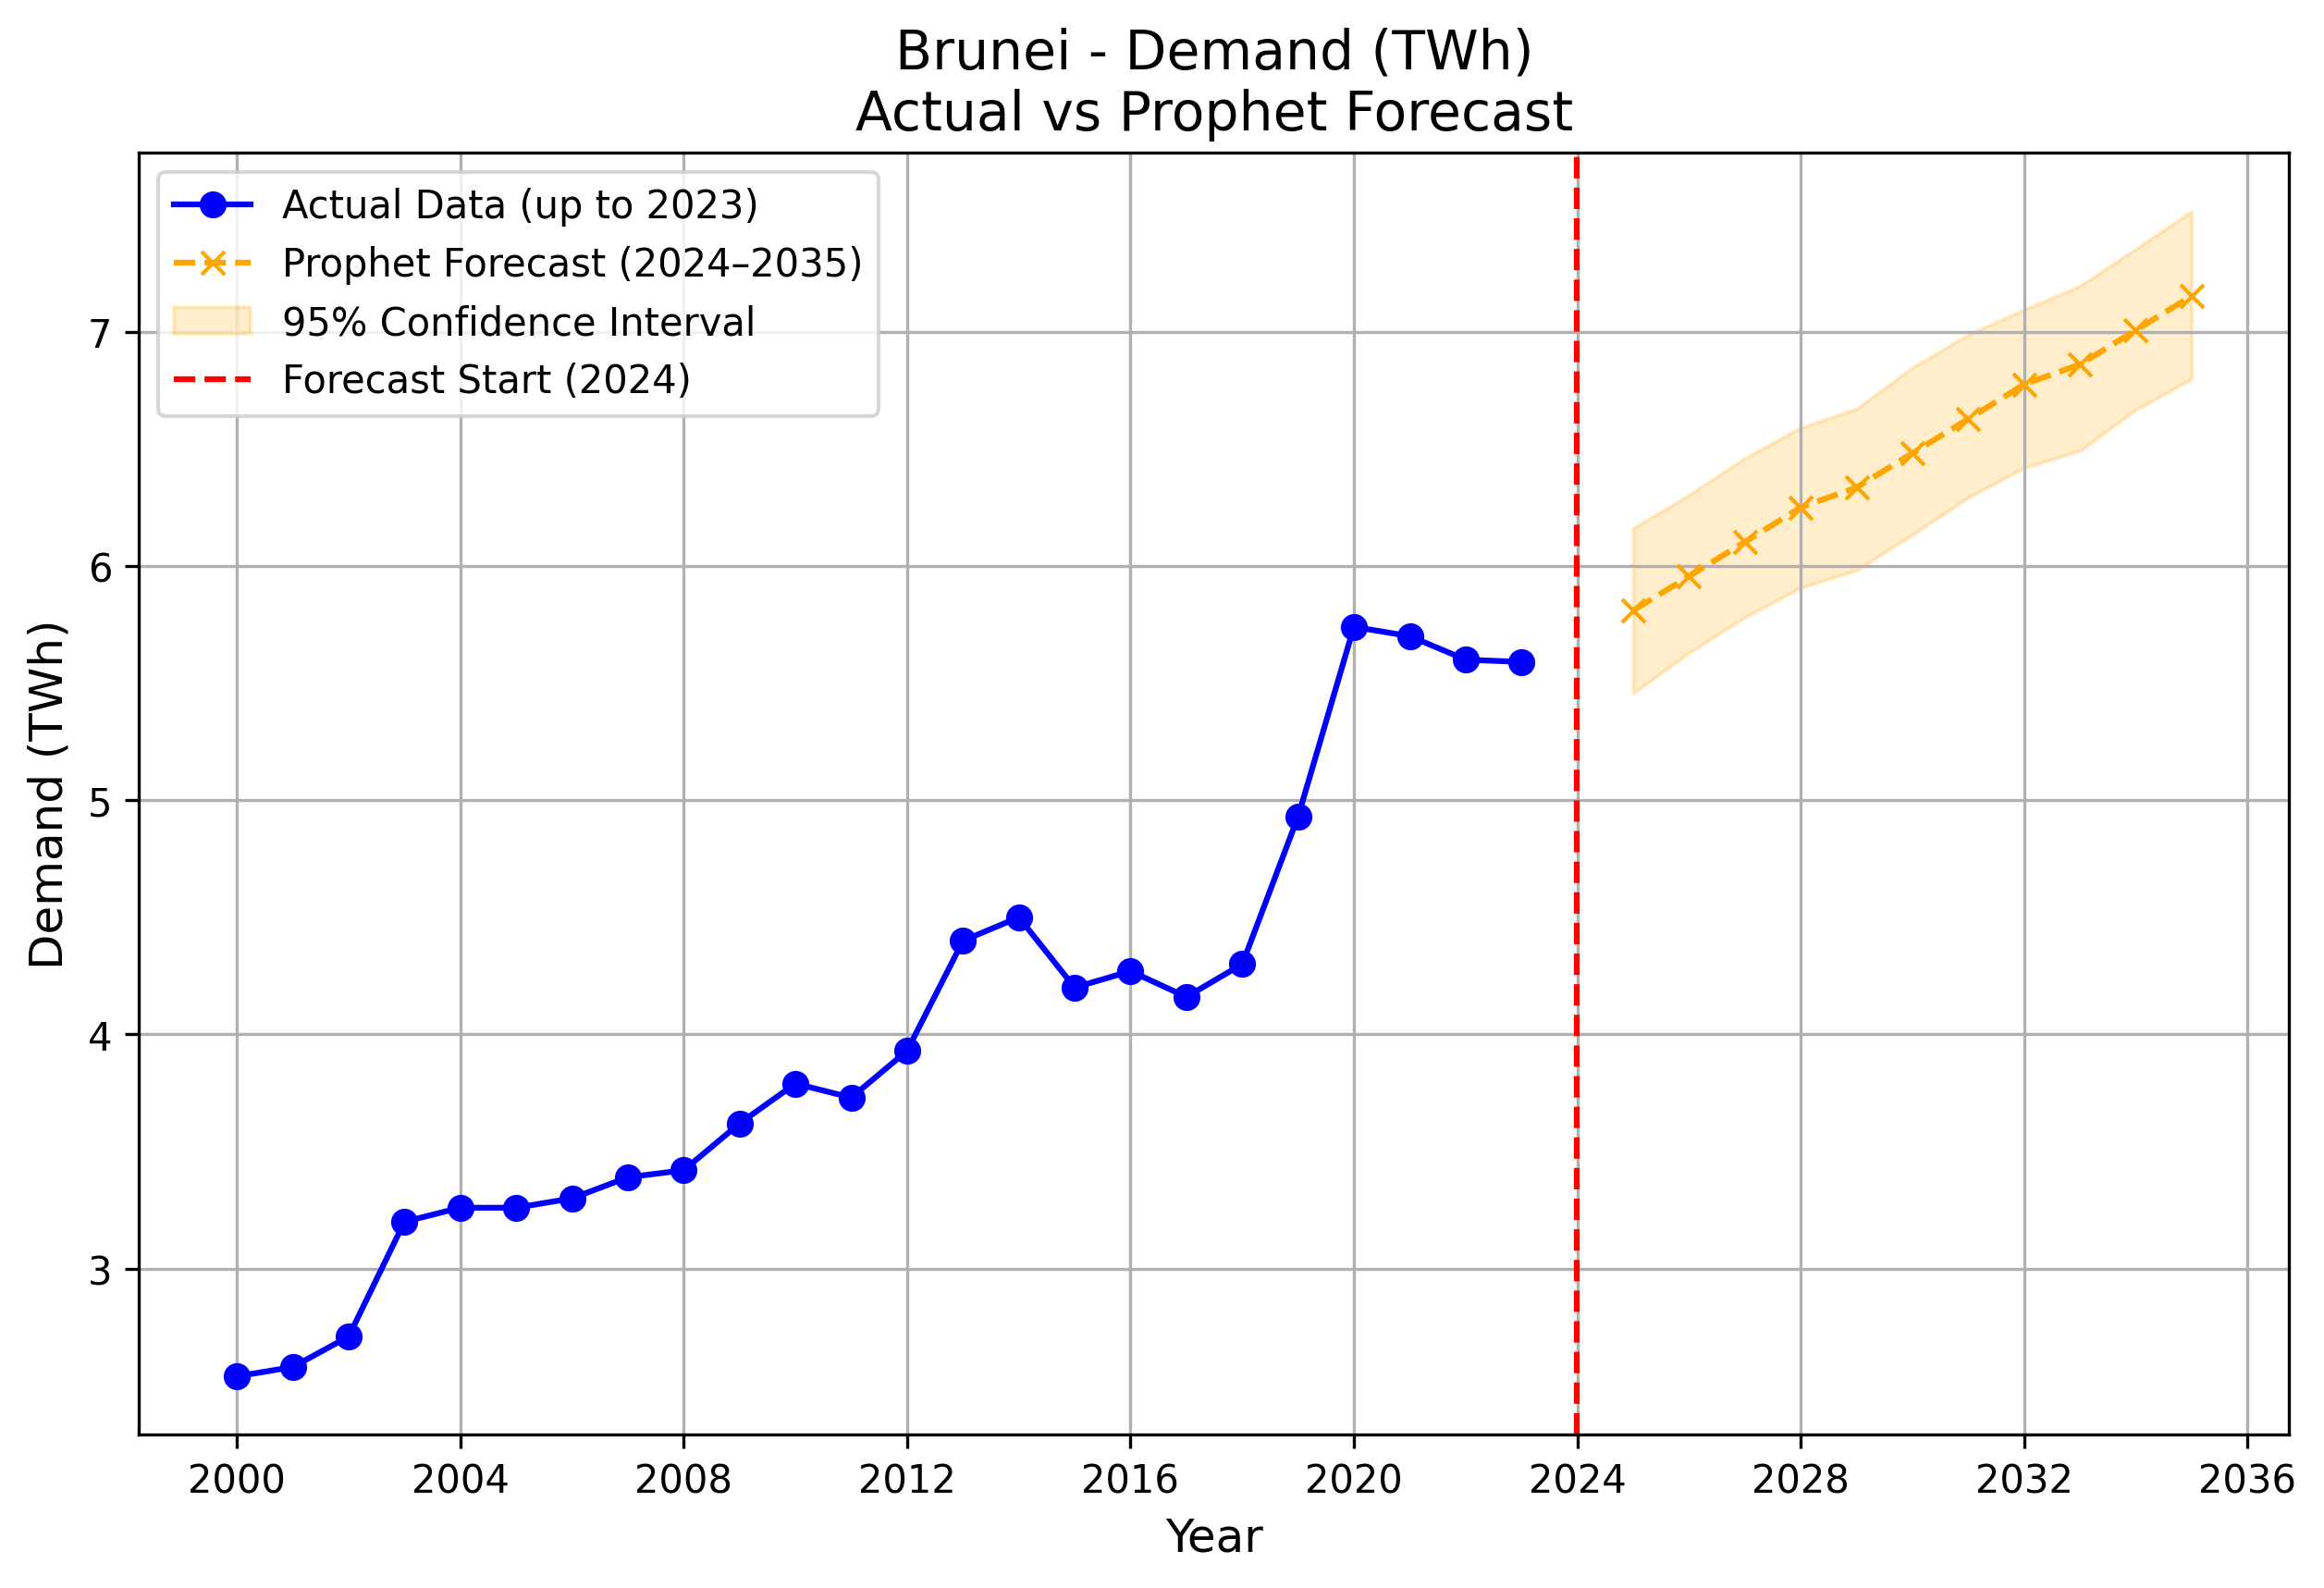 Brunei - Demand (TWh)
Actual vs Prophet Forecast
Actual Data (up to 2023)
Prophet Forecast (2024–2035)
95% Confidence Interval
Forecast Start (2024)
Demand (TWh)
7
6
5
4
3
2000 2004 2008 2012 2016 2020 2024 2028 2032 2036
Year